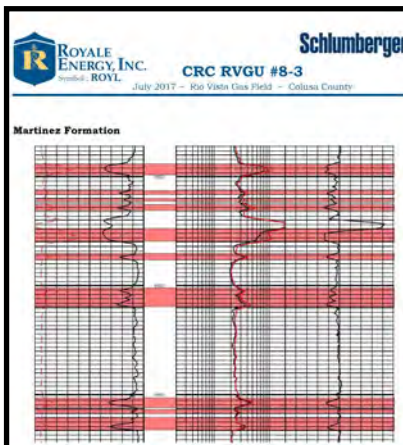 ROYALE
ENERGY, INC.
Symbol: ROYL
Schlumberger
CRC RVGU #8-3
July 2017 ~ Rio Vista Gas Field ~ Colusa County
Martinez Formation